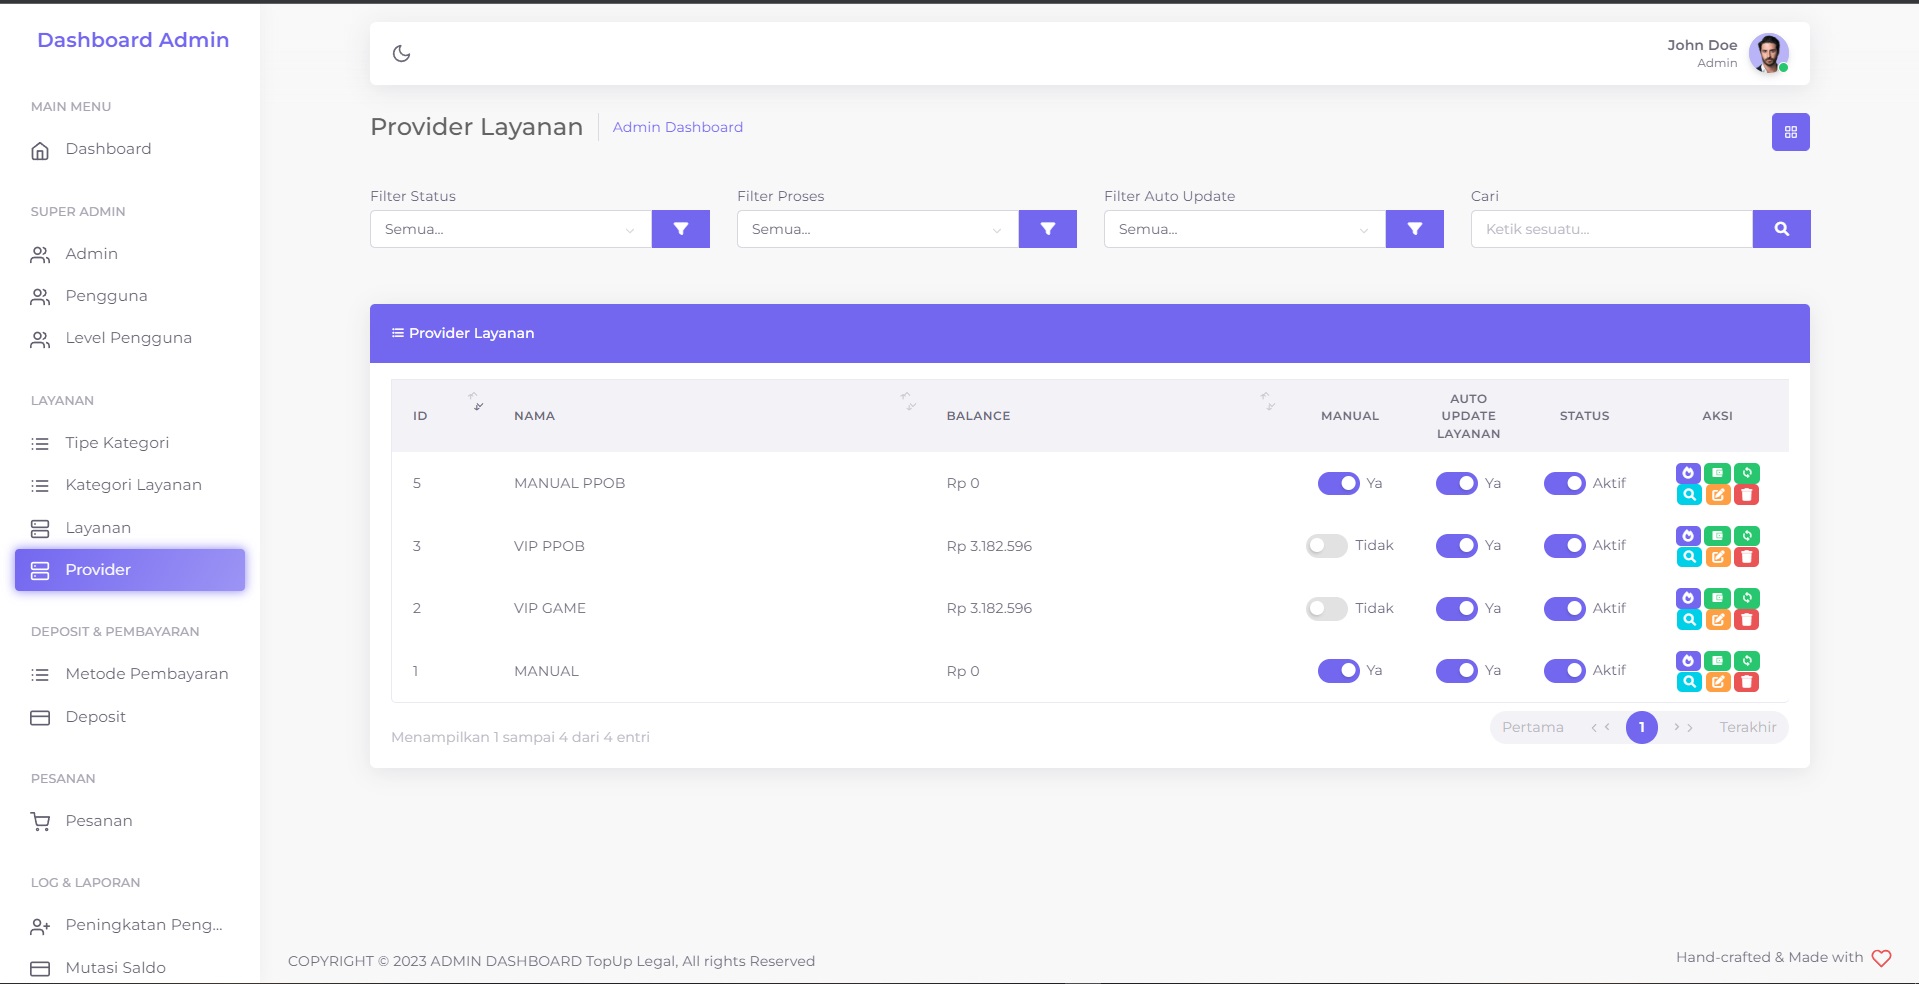 Dashboard Admin
MAIN MENU
Dashboard
SUPER ADMIN
Admin
Pengguna
Level Pengguna
LAYANAN
Tipe Kategori
Kategori Layanan
Layanan
Provider
DEPOSIT & PEMBAYARAN
Metode Pembayaran
Deposit
PESANAN
Pesanan
LOG & LAPORAN
Peningkatan Peng...
Mutasi Saldo
John Doe
Admin
Provider Layanan
Admin Dashboard
Filter Status
Semua...
Filter Proses
Semua...
Filter Auto Update
Semua...
Cari
Ketik sesuatu...
Provider Layanan
ID NAMA BALANCE MANUAL AUTO UPDATE LAYANAN STATUS AKSI
5 MANUAL PPOB Rp 0 Ya Ya Aktif
3 VIP PPOB Rp 3.182.596 Tidak Ya Aktif
2 VIP GAME Rp 3.182.596 Tidak Ya Aktif
1 MANUAL Rp 0 Ya Ya Aktif
Menampilkan 1 sampai 4 dari 4 entri
Pertama 1 Terakhir
COPYRIGHT © 2023 ADMIN DASHBOARD TopUp Legal, All rights Reserved
Hand-crafted & Made with